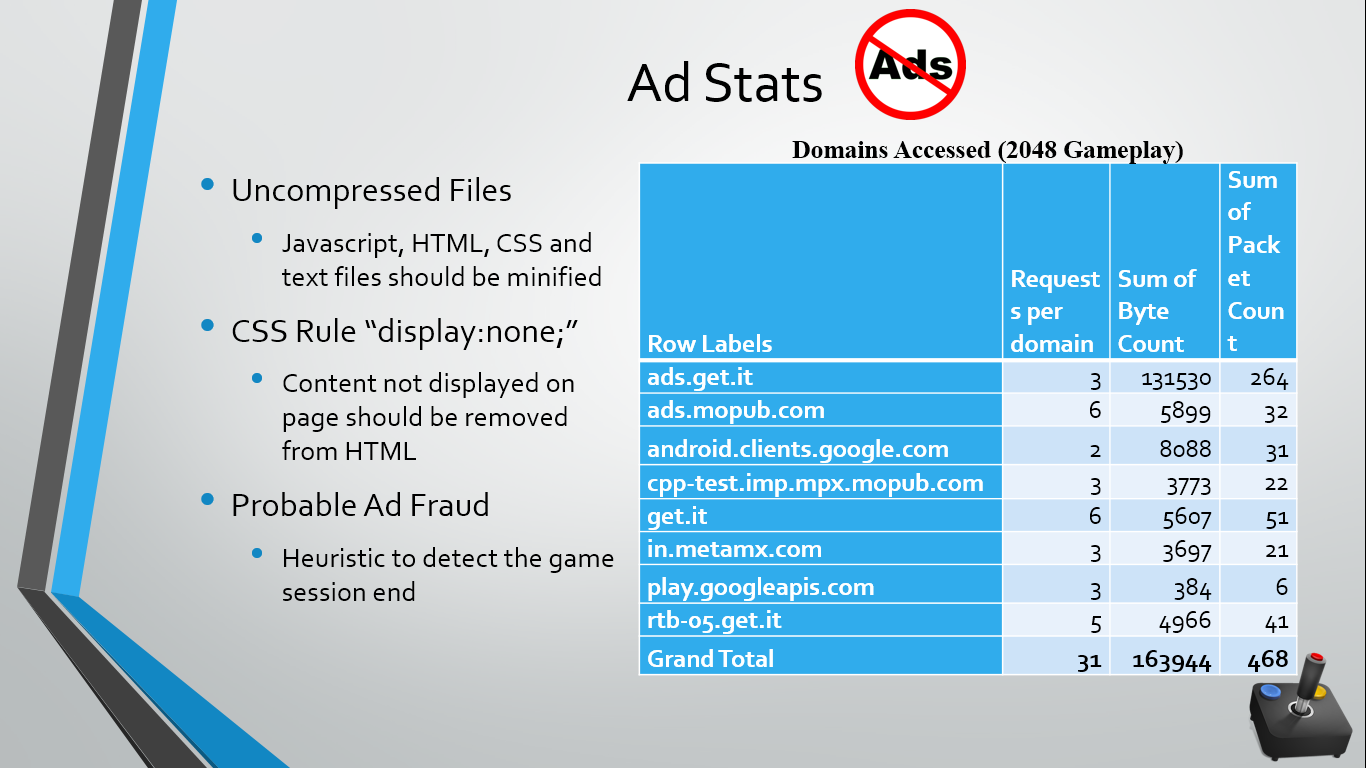 Ad Stats
Ads
Uncompressed Files
Javascript, HTML, CSS and
text files should be minified
CSS Rule “display:none;”
Content not displayed on
page should be removed
from HTML
Probable Ad Fraud
Heuristic to detect the game
session end
Domains Accessed (2048 Gameplay)
Row Labels
Request
s per
domain
Sum of
Byte
Count
Sum
of
Pack
et
Coun
t
ads.get.it 3 131530 264
ads.mopub.com 6 5899 32
android.clients.google.com 2 8088 31
cpp-test.imp.mpx.mopub.com 3 3773 22
get.it 6 5607 51
in.metamx.com 3 3697 21
play.googleapis.com 3 384 6
rtb-05.get.it 5 4966 41
Grand Total 31 163944 468